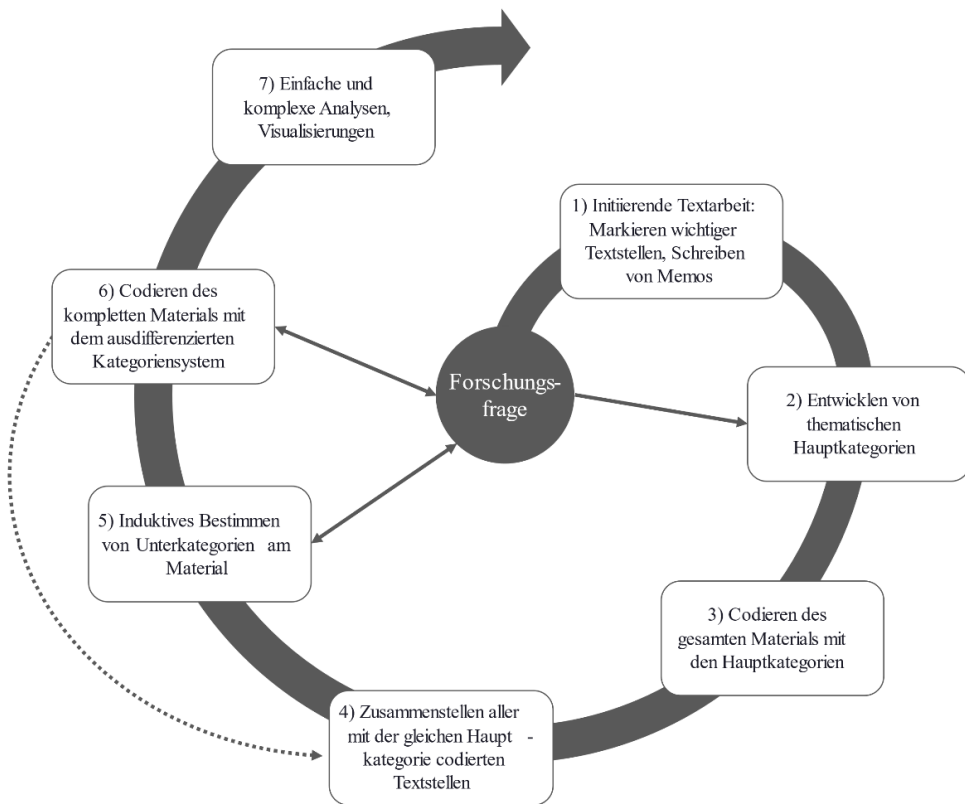 7) Einfache und
komplexe Analysen,
Visualisierungen
1) Initiierende Textarbeit:
Markieren wichtiger
Textstellen, Schreiben
von Memos
6) Codieren des
kompletten Materials mit
dem ausdifferenzierten
Kategoriensystem
Forschungs-
frage
2) Entwicklen von
thematischen
Hauptkategorien
5) Induktives Bestimmen
von Unterkategorien am
Material
3) Codieren des
gesamten Materials mit
den Hauptkategorien
4) Zusammenstellen aller
mit der gleichen Haupt -
kategorie codierten
Textstellen